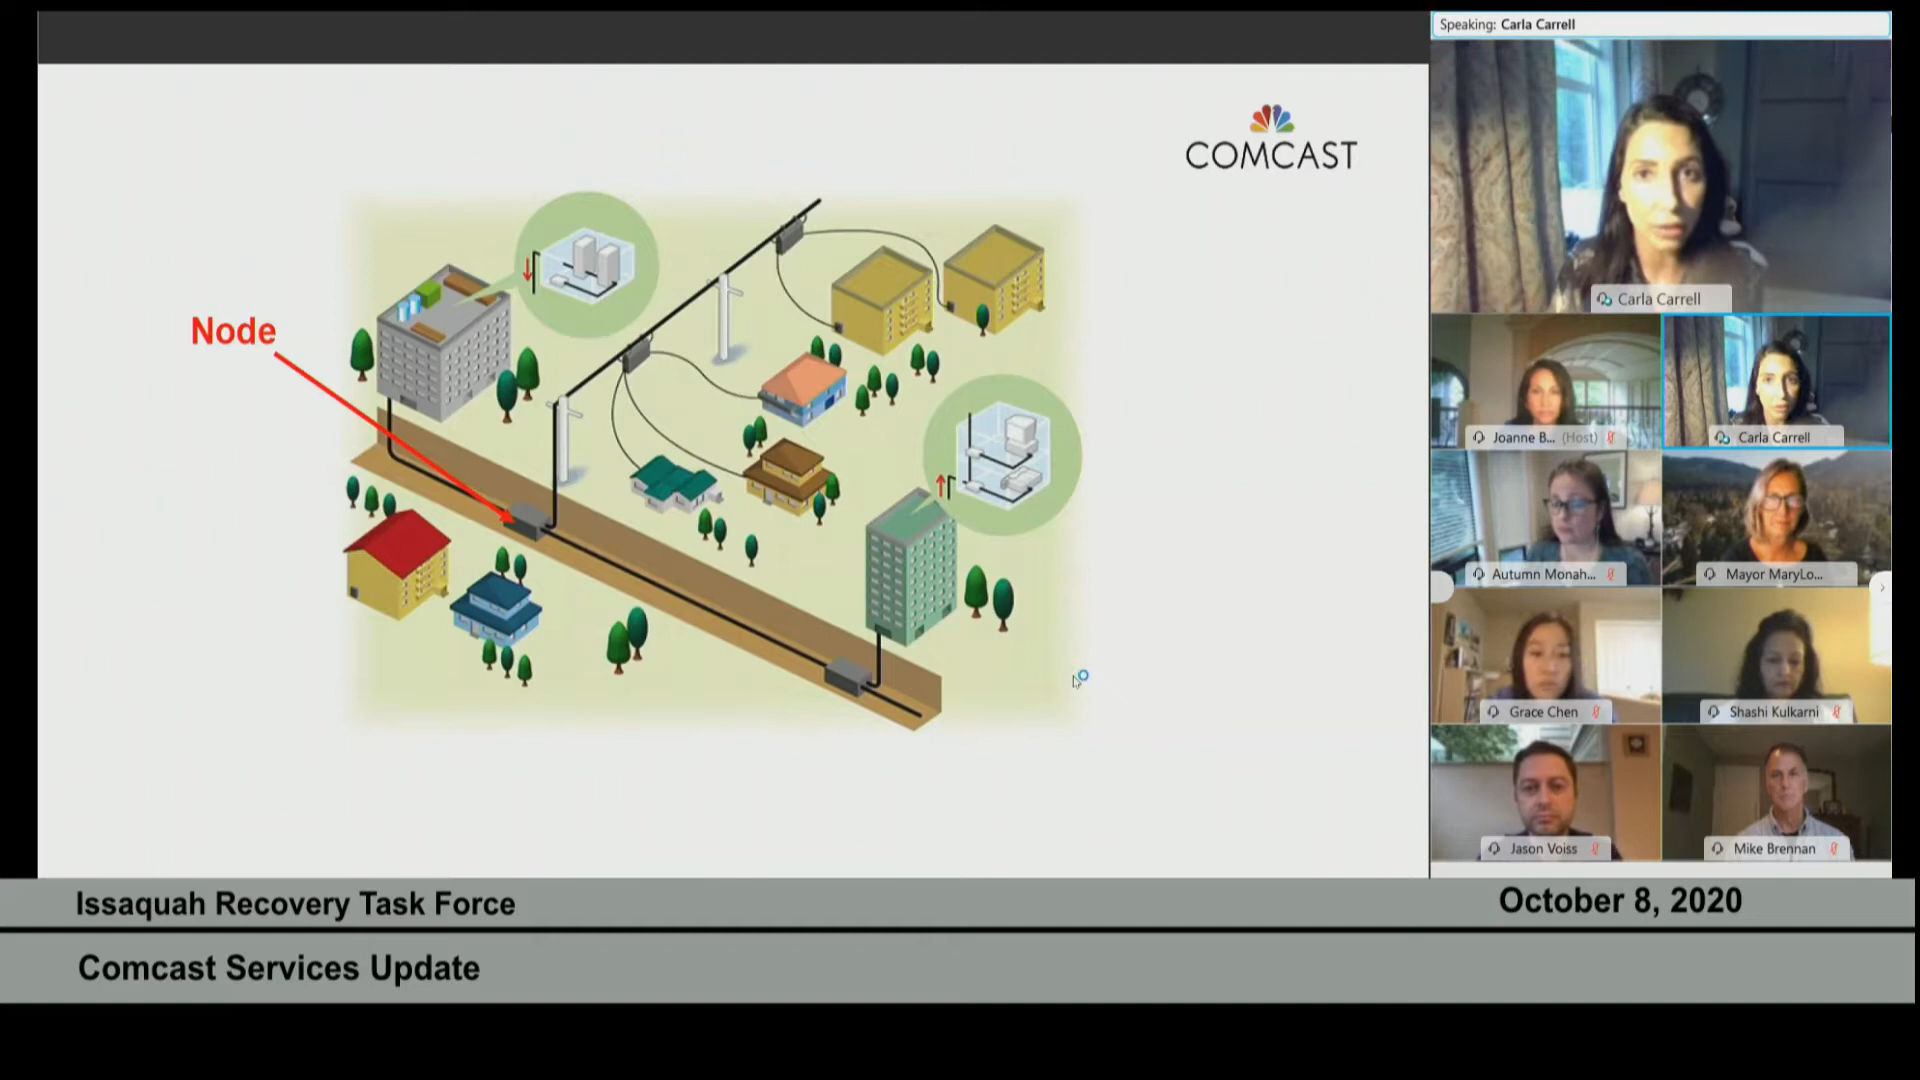 Speaking: Carla Carrell
COMCAST
Node
Carla Carrell
Joanne B... (Host)
Carla Carrell
Autumn Monah...
Mayor MaryLo...
Grace Chen
Shashi Kulkarni
Jason Voiss
Mike Brennan
Issaquah Recovery Task Force
October 8, 2020
Comcast Services Update